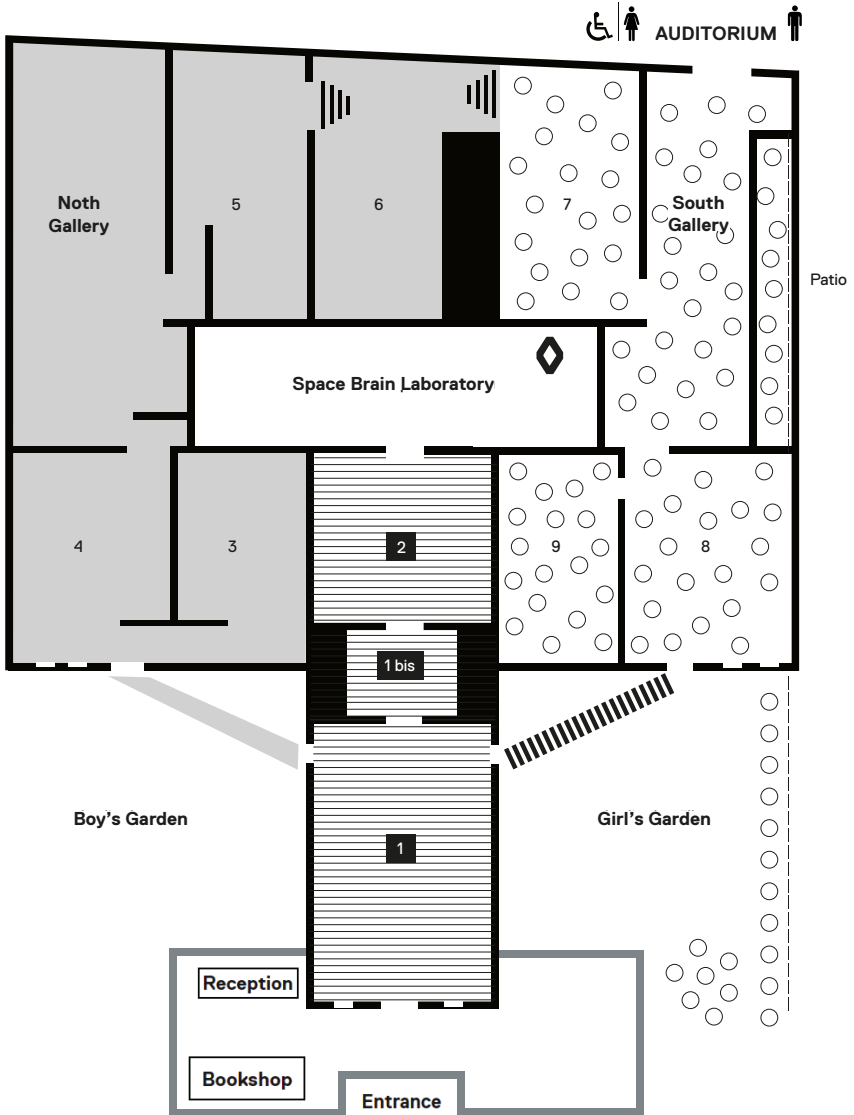 AUDITORIUM
Noth
Gallery
5
6
7
South
Gallery
Patio
Space Brain Laboratory
4
3
2
9
8
1 bis
Boy's Garden
Girl's Garden
1
Reception
Bookshop
Entrance